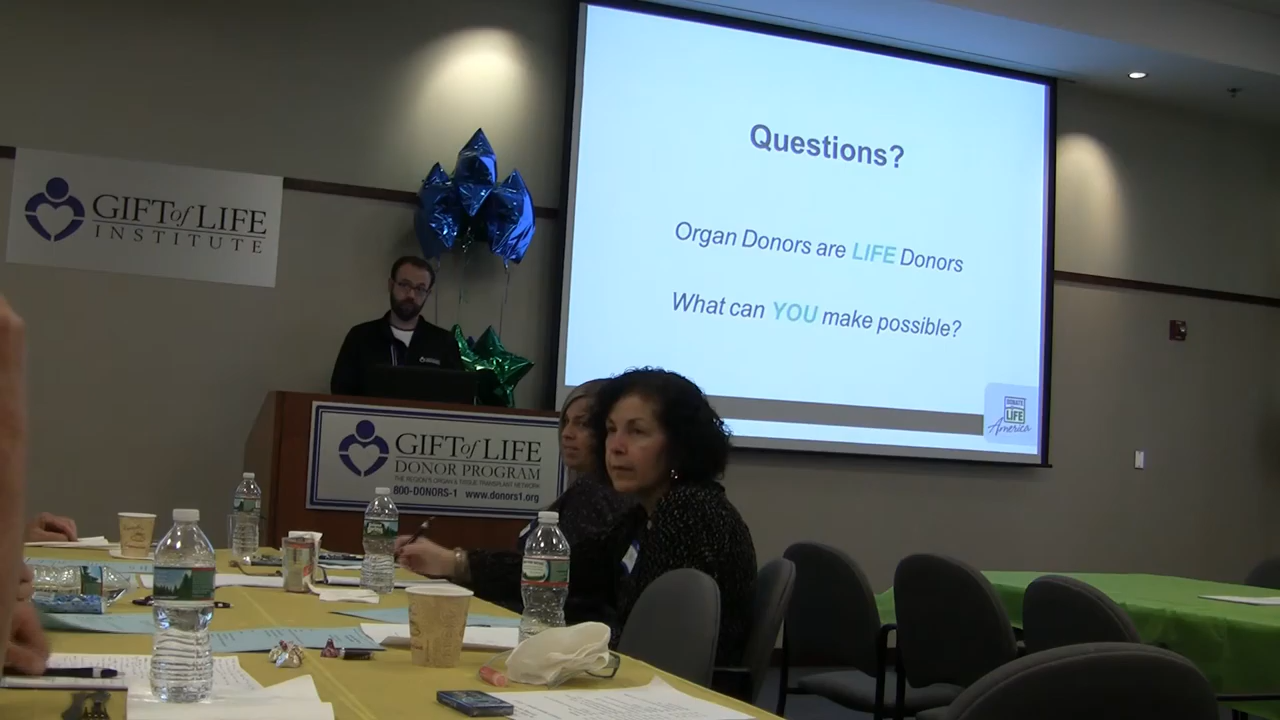 GIFT of LIFE
INSTITUTE
Questions?
Organ Donors are LIFE Donors
What can YOU make possible?
DONATE
LIFE
America
GIFT of LIFE
DONOR PROGRAM
THE REGION'S ORGAN & TISSUE TRANSPLANT NETWORK
800-DONORS-1 www.donors1.org